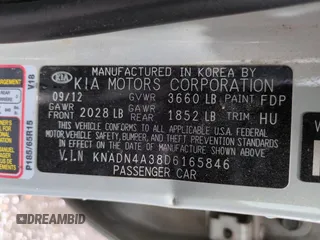 MANUFACTURED IN KOREA BY
KIA KIA MOTORS CORPORATION
09/12 GVWR 3660 LB PAINT FDP
GAWR GAWR
FRONT 2028 LB REAR 1852 LB TRIM HU
THIS VEHICLE CONFORMS TO ALL APPLICABLE U.S.A. FEDERAL
MOTOR VEHICLE SAFETY, BUMPER AND THEFT PREVENTION
STANDARDS IN EFFECT ON THE DATE OF MANUFACTURE
SHOWN ABOVE.
V.I.N KNADN4A38D6165846
PASSENGER CAR
P185/65R15
V18
DREAMBID